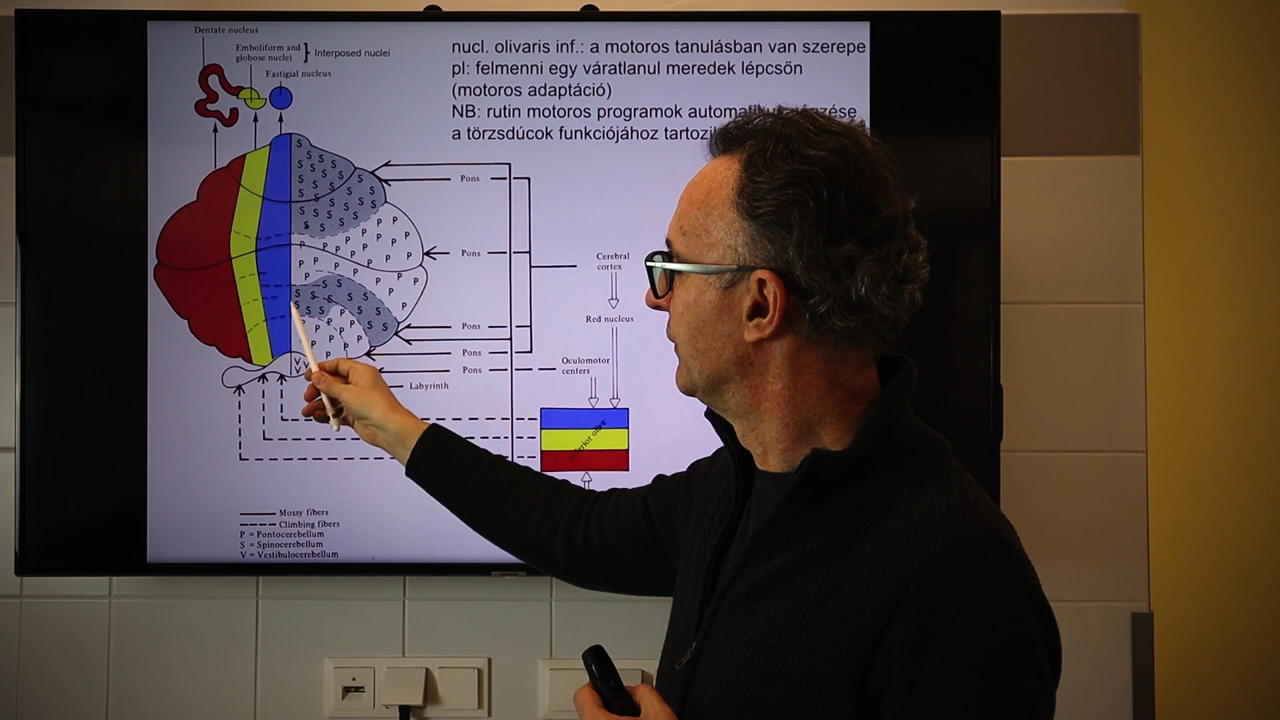 Dentate nucleus
Emboliform and
globose nuclei
Interposed nuclei
Fastigial nucleus
nucl. olivaris inf.: a motoros tanulásban van szerepe
pl: felmenni egy váratlanul meredek lépcsőn
(motoros adaptáció)
NB: rutin motoros programok
a törzsdúcok funkciójához
Pons
Pons
Cerebral
cortex
Red nucleus
Pons
Pons
Pons
Oculomotor
centers
Labyrinth
V
Mossy fibers
Climbing fibers
P = Pontocerebellum
S = Spinocerebellum
V = Vestibulocerebellum